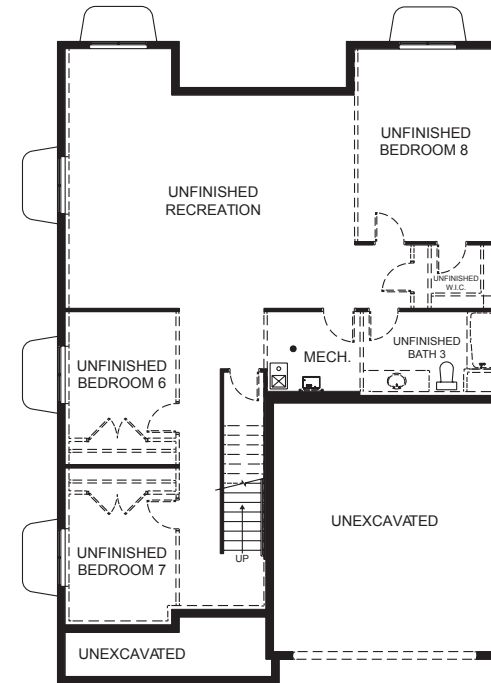 UNFINISHED
BEDROOM 8
UNFINISHED
RECREATION
UNFINISHED
W.I.C.
UNFINISHED
BATH 3
MECH.
UNFINISHED
BEDROOM 6
UNEXCAVATED
UNFINISHED
BEDROOM 7
UP
UNEXCAVATED